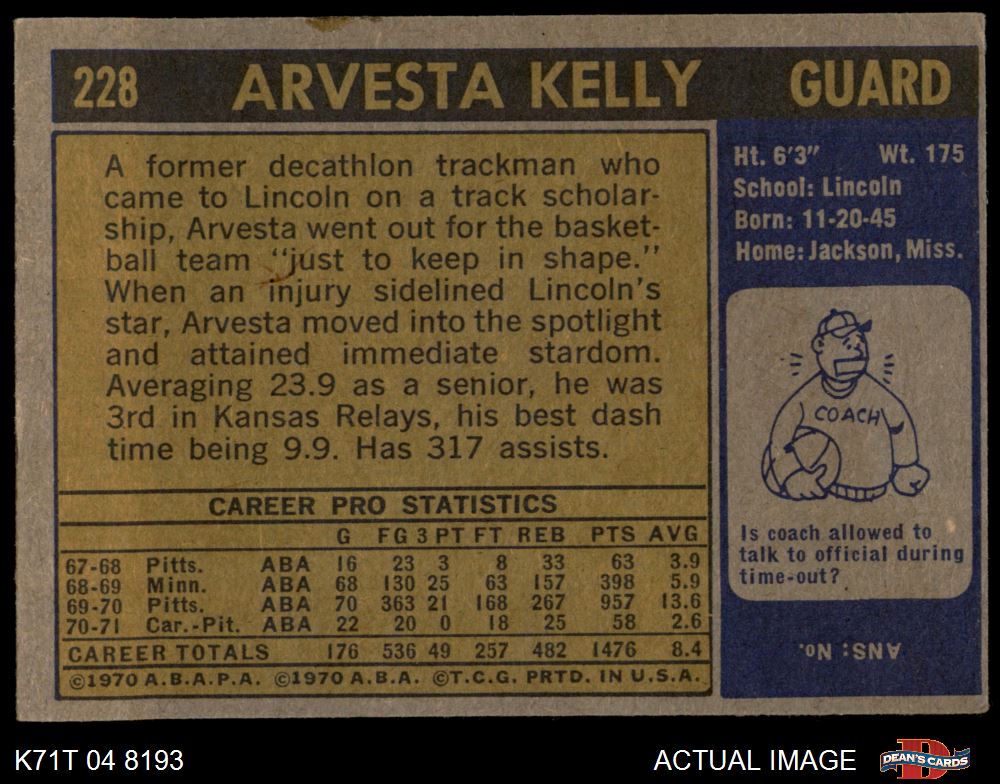 228 ARVESTA KELLY GUARD
A former decathlon trackman who
came to Lincoln on a track scholar-
ship, Arvesta went out for the basket-
ball team "just to keep in shape."
When an injury sidelined Lincoln's
star, Arvesta moved into the spotlight
and attained immediate stardom.
Averaging 23.9 as a senior, he was
3rd in Kansas Relays, his best dash
time being 9.9. Has 317 assists.
Ht. 6'3" Wt. 175
School: Lincoln
Born: 11-20-45
Home: Jackson, Miss.
COACH
Is coach allowed to
talk to official during
time-out?
ANS: No.
CAREER PRO STATISTICS
G FG 3 PT FT REB PTS AVG
67-68 Pitts. ABA 16 23 3 8 33 63 3.9
68-69 Minn. ABA 68 130 25 63 157 398 5.9
69-70 Pitts. ABA 70 363 21 168 267 957 13.6
70-71 Car.-Pit. ABA 22 20 0 18 25 58 2.6
CAREER TOTALS 176 536 49 257 482 1476 8.4
©1970 A.B.A.P.A. ©1970 A.B.A. ©T.C.G. PRTD. IN U.S.A.
K71T 04 8193 ACTUAL IMAGE
D
DEAN'S CARDS